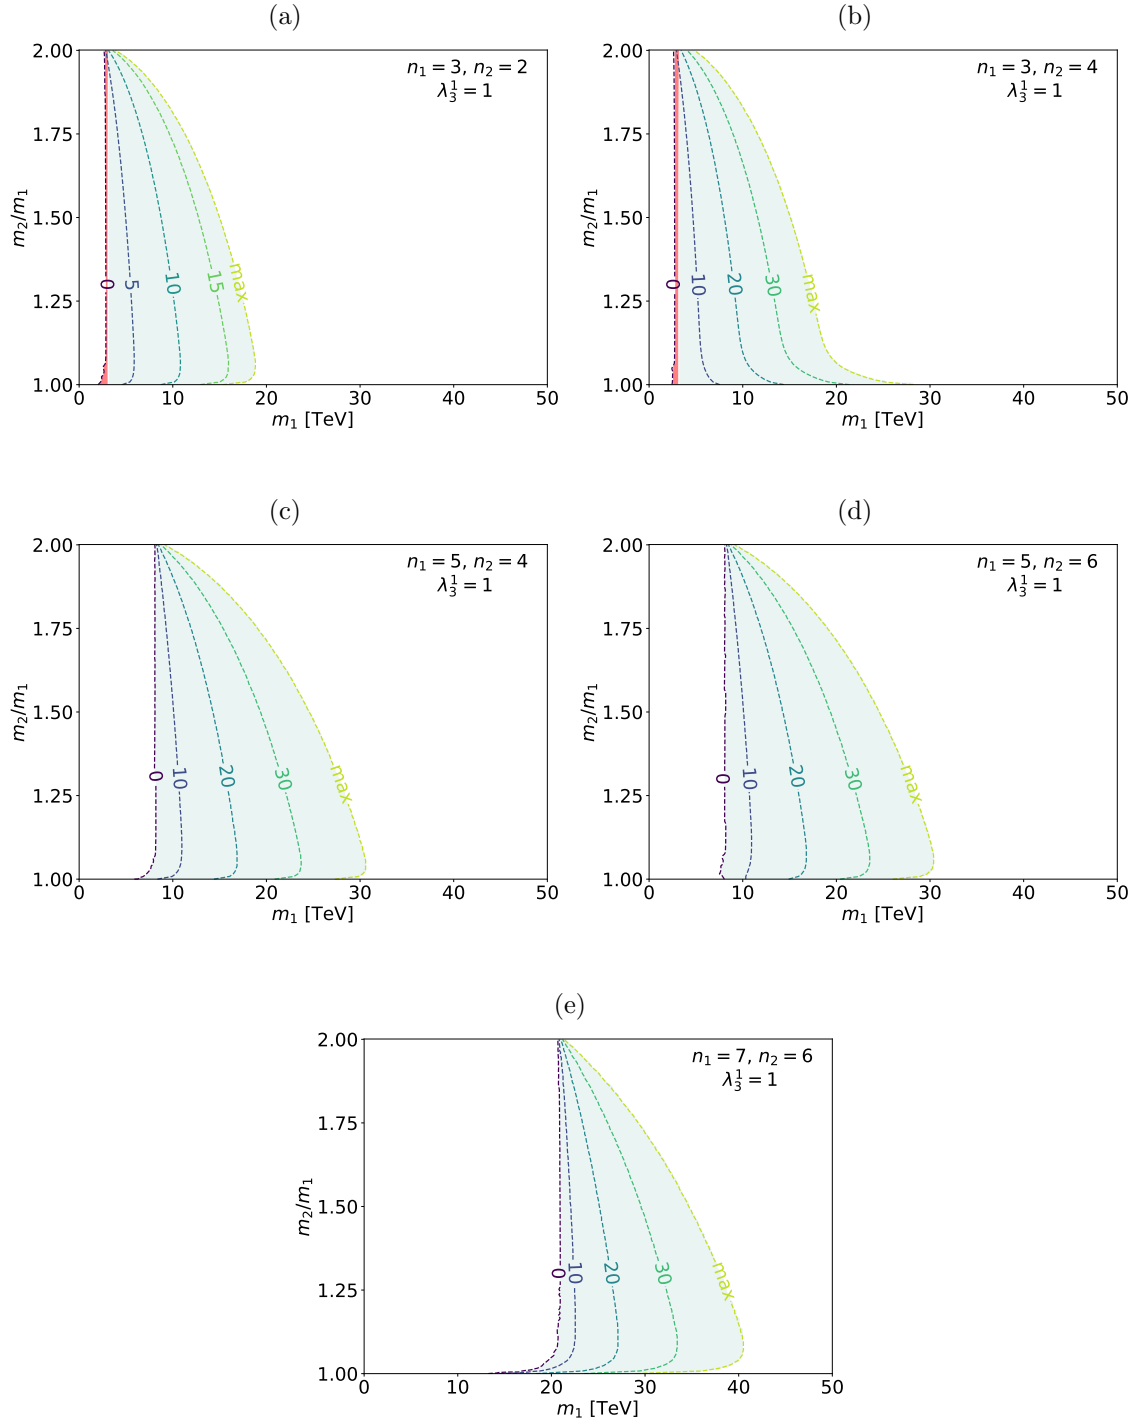 (a)
n₁ = 3, n₂ = 2
λ₃¹ = 1
2.00
1.75
1.50
1.25
1.00
m₂/m₁
0 5 10 15 max
0 10 20 30 40 50
m₁ [TeV]
(b)
n₁ = 3, n₂ = 4
λ₃¹ = 1
2.00
1.75
1.50
1.25
1.00
m₂/m₁
0 10 20 30 max
0 10 20 30 40 50
m₁ [TeV]
(c)
n₁ = 5, n₂ = 4
λ₃¹ = 1
2.00
1.75
1.50
1.25
1.00
m₂/m₁
0 10 20 30 max
0 10 20 30 40 50
m₁ [TeV]
(d)
n₁ = 5, n₂ = 6
λ₃¹ = 1
2.00
1.75
1.50
1.25
1.00
m₂/m₁
0 10 20 30 max
0 10 20 30 40 50
m₁ [TeV]
(e)
n₁ = 7, n₂ = 6
λ₃¹ = 1
2.00
1.75
1.50
1.25
1.00
m₂/m₁
0 10 20 30 max
0 10 20 30 40 50
m₁ [TeV]